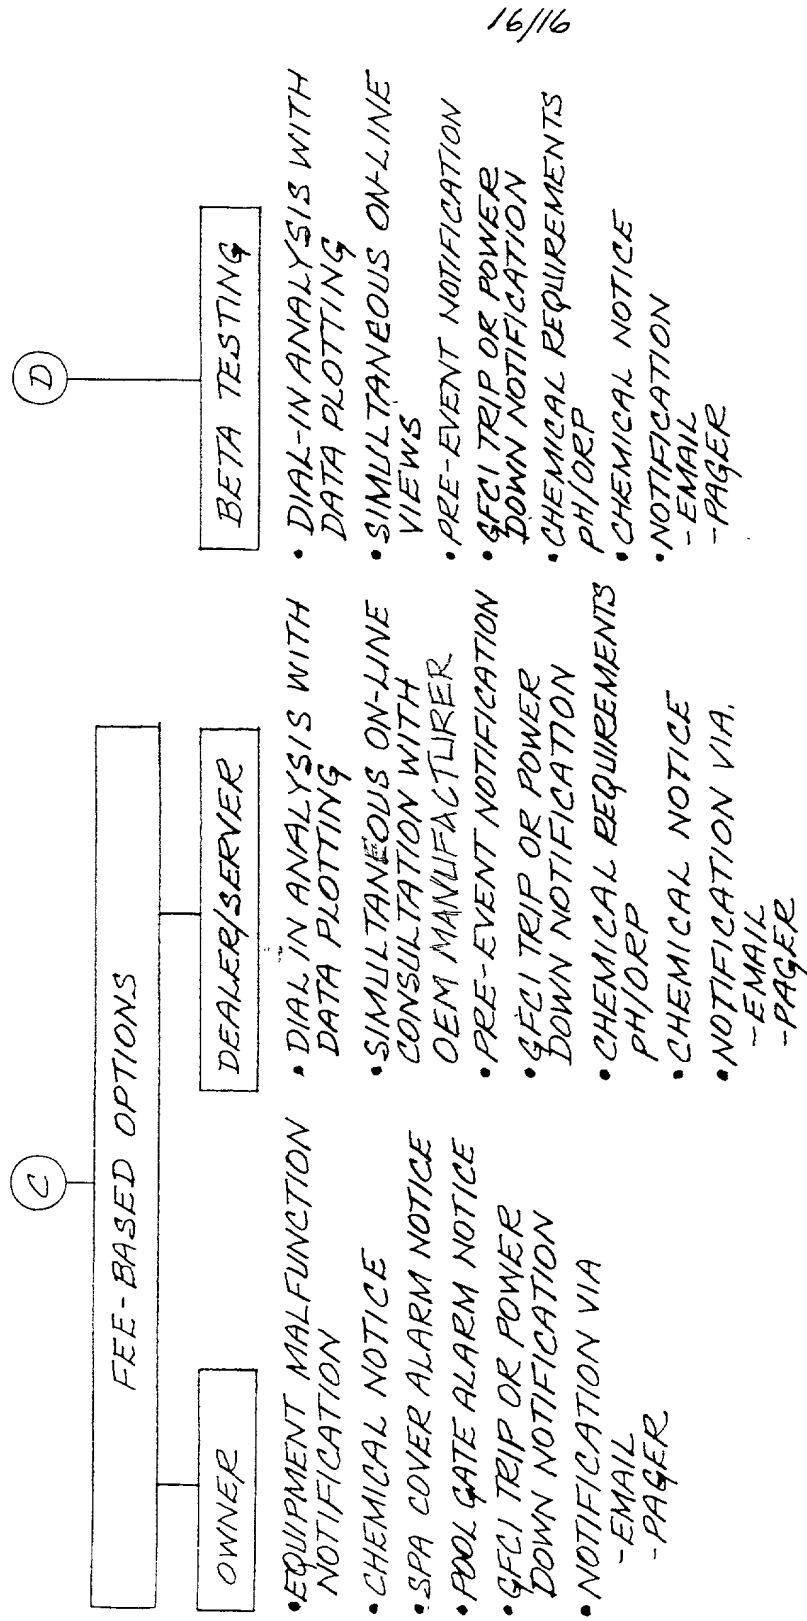 16/16
C
FEE-BASED OPTIONS
OWNER
• EQUIPMENT MALFUNCTION
NOTIFICATION
• CHEMICAL NOTICE
• SPA COVER ALARM NOTICE
• POOL GATE ALARM NOTICE
• GFCI TRIP OR POWER
DOWN NOTIFICATION
• NOTIFICATION VIA
-EMAIL
-PAGER
DEALER/SERVER
• DIAL IN ANALYSIS WITH
DATA PLOTTING
• SIMULTANEOUS ON-LINE
CONSULTATION WITH
OEM MANUFACTURER
• PRE-EVENT NOTIFICATION
• GFCI TRIP OR POWER
DOWN NOTIFICATION
• CHEMICAL REQUIREMENTS
PH/ORP
• CHEMICAL NOTICE
• NOTIFICATION VIA.
-EMAIL
-PAGER
D
BETA TESTING
• DIAL-IN ANALYSIS WITH
DATA PLOTTING
• SIMULTANEOUS ON-LINE
VIEWS
• PRE-EVENT NOTIFICATION
• GFCI TRIP OR POWER
DOWN NOTIFICATION
• CHEMICAL REQUIREMENTS
PH/ORP
• CHEMICAL NOTICE
• NOTIFICATION
-EMAIL
-PAGER